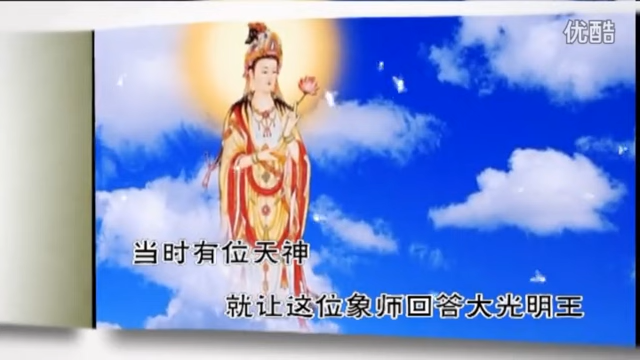 优酷
当时有位天神
就让这位象师回答大光明王